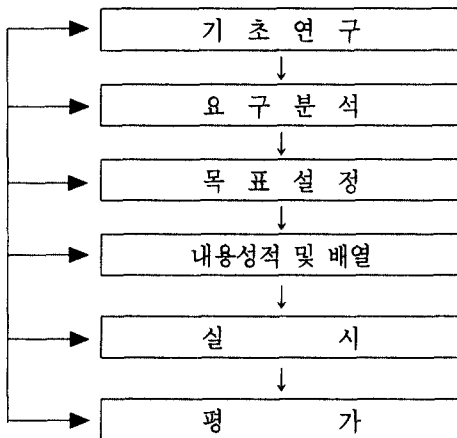 기 초 연 구
요 구 분 석
목 표 설 정
내용성적 및 배열
실 시
평 가